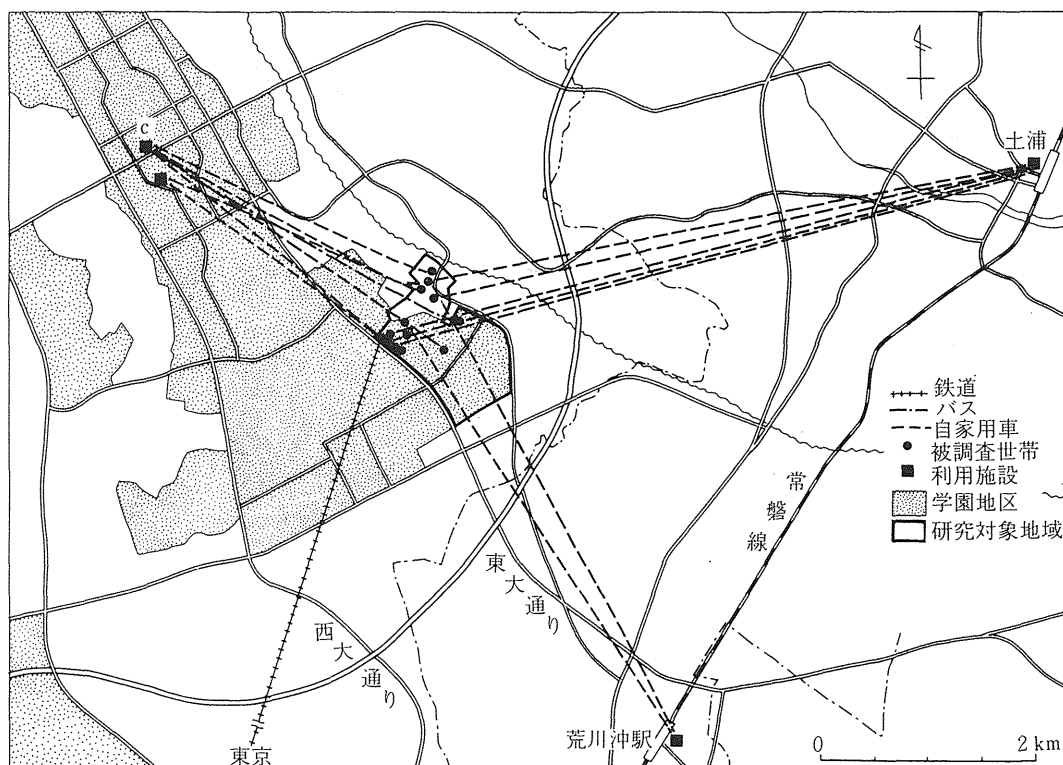 c
土浦
鉄道
バス
自家用車
被調査世帯
利用施設
学園地区
研究対象地域
常磐線
東大通り
西大通り
荒川沖駅
東京
0 2km